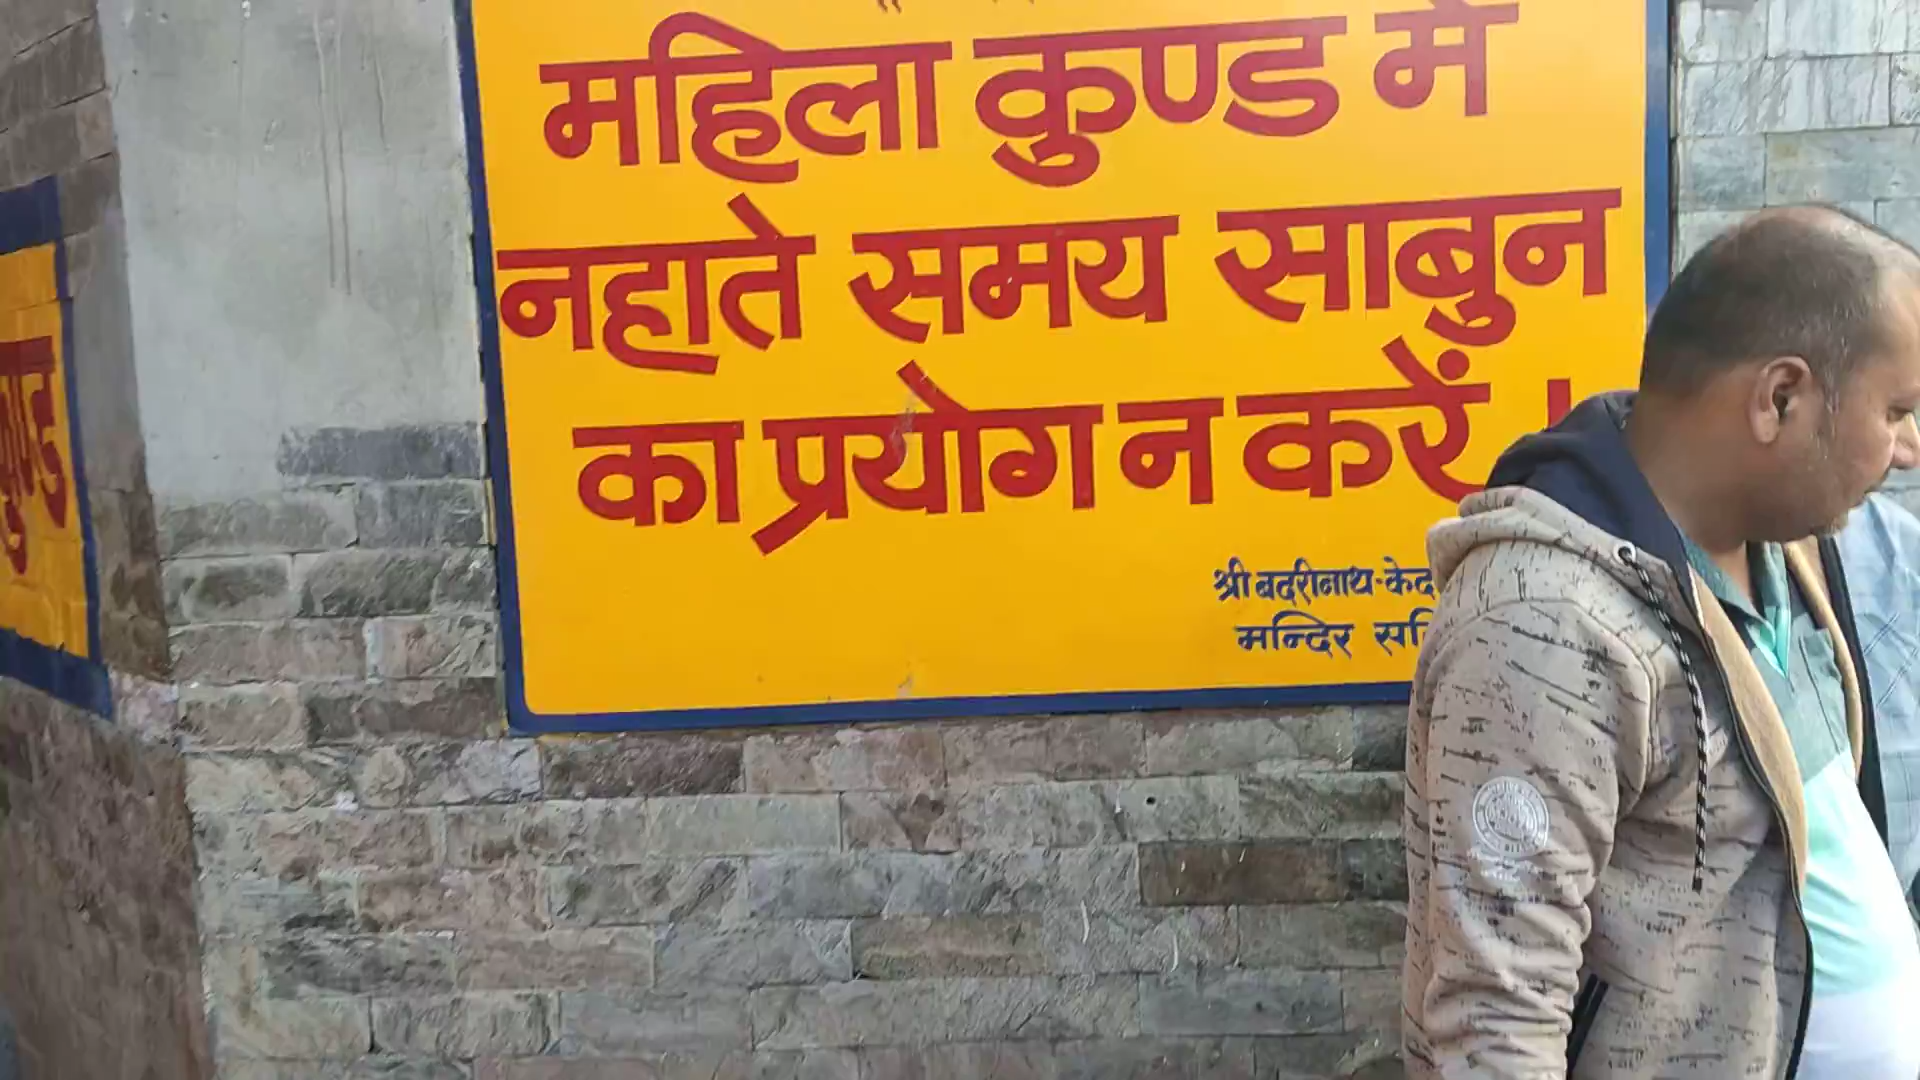 महिला कुण्ड में
नहाते समय साबुन
का प्रयोग न करें ।
श्री बदरीनाथ-केद
मन्दिर
कुण्ड